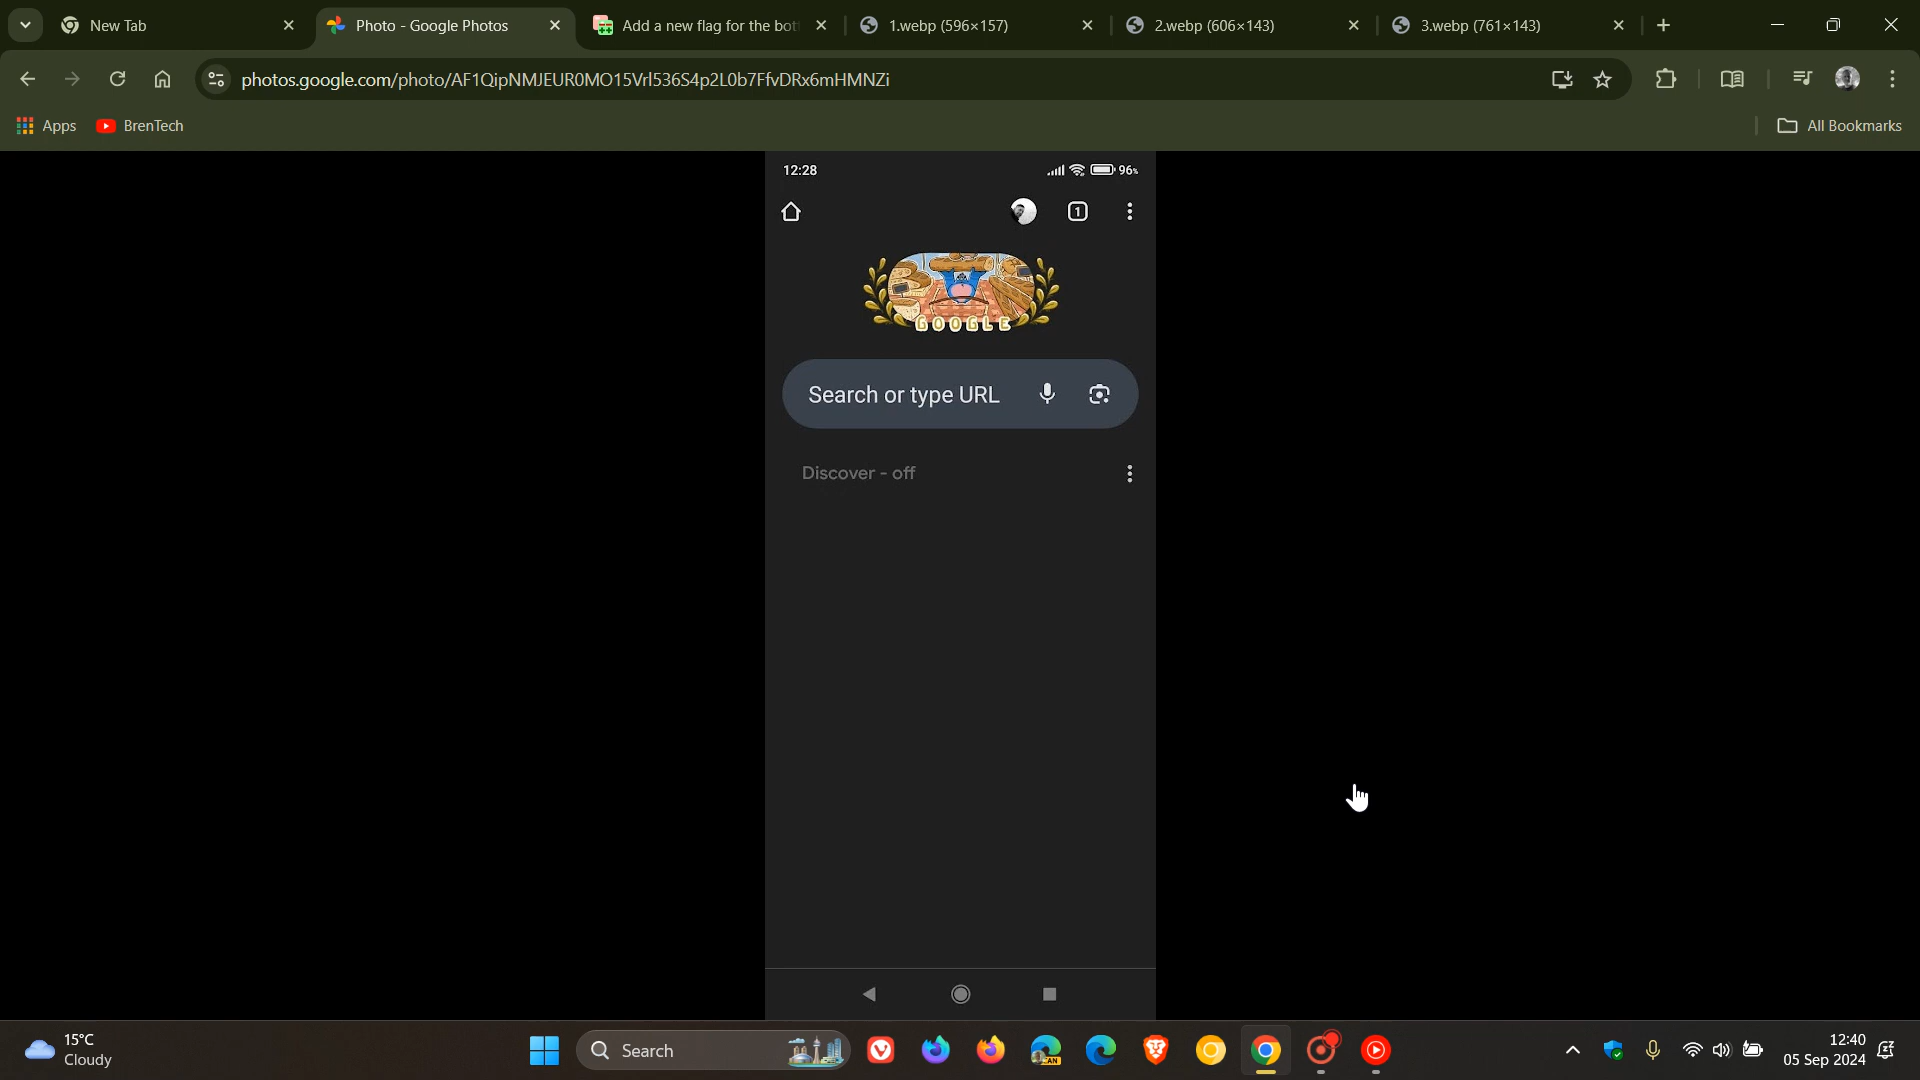 New Tab
Photo - Google Photos
Add a new flag for the bot
1.webp (596×157)
2.webp (606×143)
3.webp (761×143)
photos.google.com/photo/AF1QipNMJEUR0MO15Vrl536S4p2L0b7FfvDRx6mHMNZi
Apps
BrenTech
All Bookmarks
12:28
96%
1
GOOGLE
Search or type URL
Discover - off
15°C
Cloudy
Search
CAN
12:40
05 Sep 2024